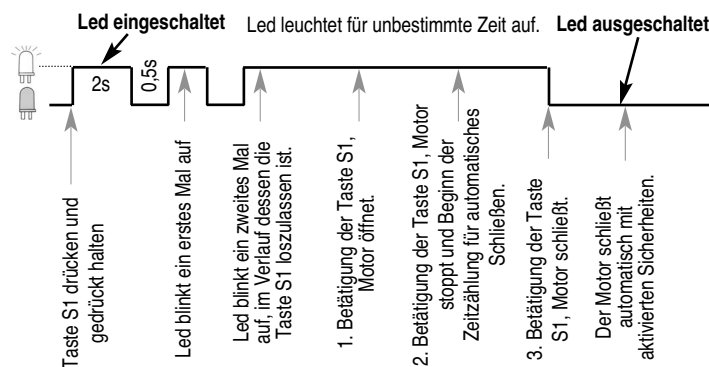 Led eingeschaltet
Led leuchtet für unbestimmte Zeit auf.
Led ausgeschaltet
2s
0,5s
Taste S1 drücken und
gedrückt halten
Led blinkt ein erstes Mal auf
Led blinkt ein zweites Mal
auf, im Verlauf dessen die
Taste S1 loszulassen ist.
1. Betätigung der Taste S1,
Motor öffnet.
2. Betätigung der Taste S1, Motor
stoppt und Beginn der
Zeitzählung für automatisches
Schließen.
3. Betätigung der Taste
S1, Motor schließt.
Der Motor schließt
automatisch mit
aktivierten Sicherheiten.